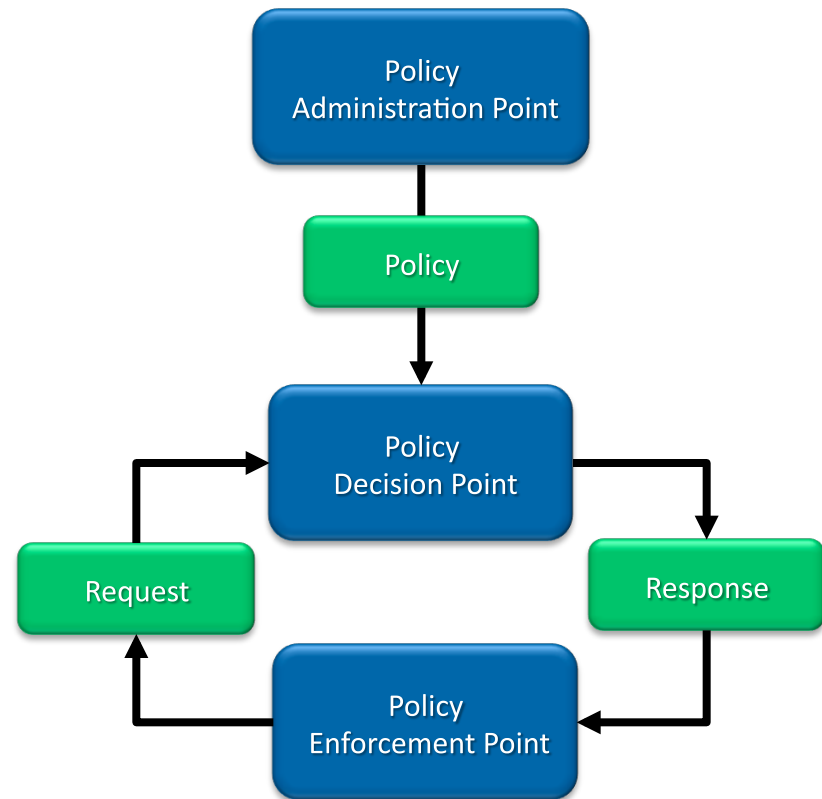 Policy
Administration Point
Policy
Policy
Decision Point
Request
Response
Policy
Enforcement Point